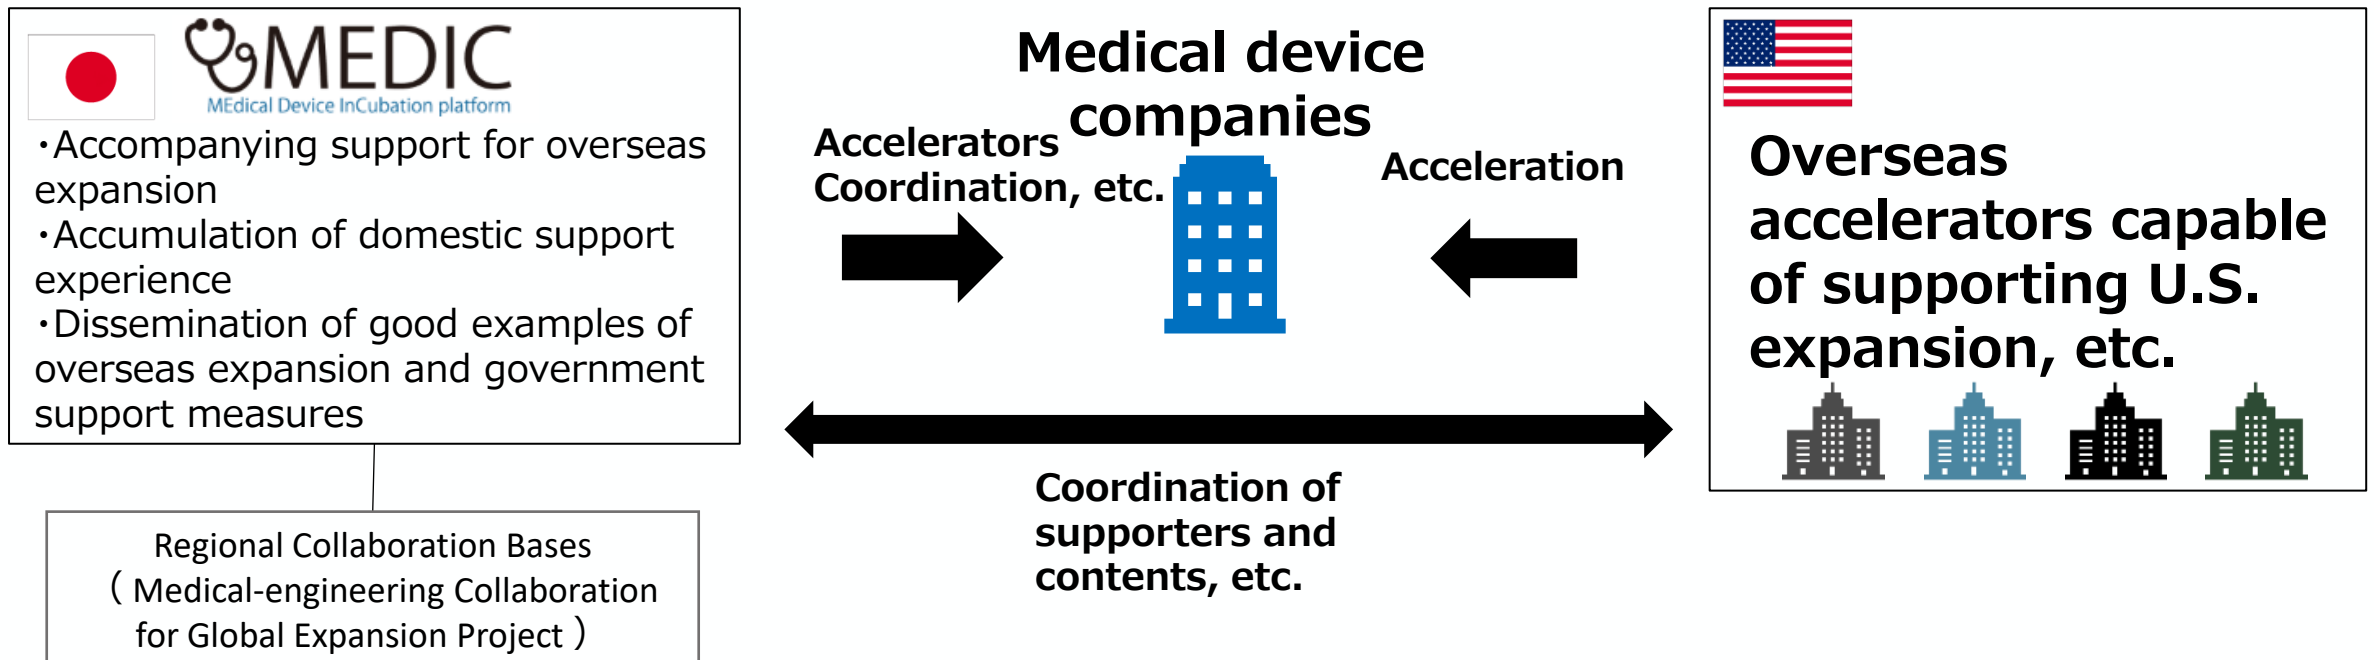 MEDIC
MEdical Device InCubation platform
・Accompanying support for overseas
expansion
・Accumulation of domestic support
experience
・Dissemination of good examples of
overseas expansion and government
support measures
Regional Collaboration Bases
( Medical-engineering Collaboration
for Global Expansion Project )
Medical device
companies
Accelerators
Coordination, etc.
Acceleration
Coordination of
supporters and
contents, etc.
Overseas
accelerators capable
of supporting U.S.
expansion, etc.